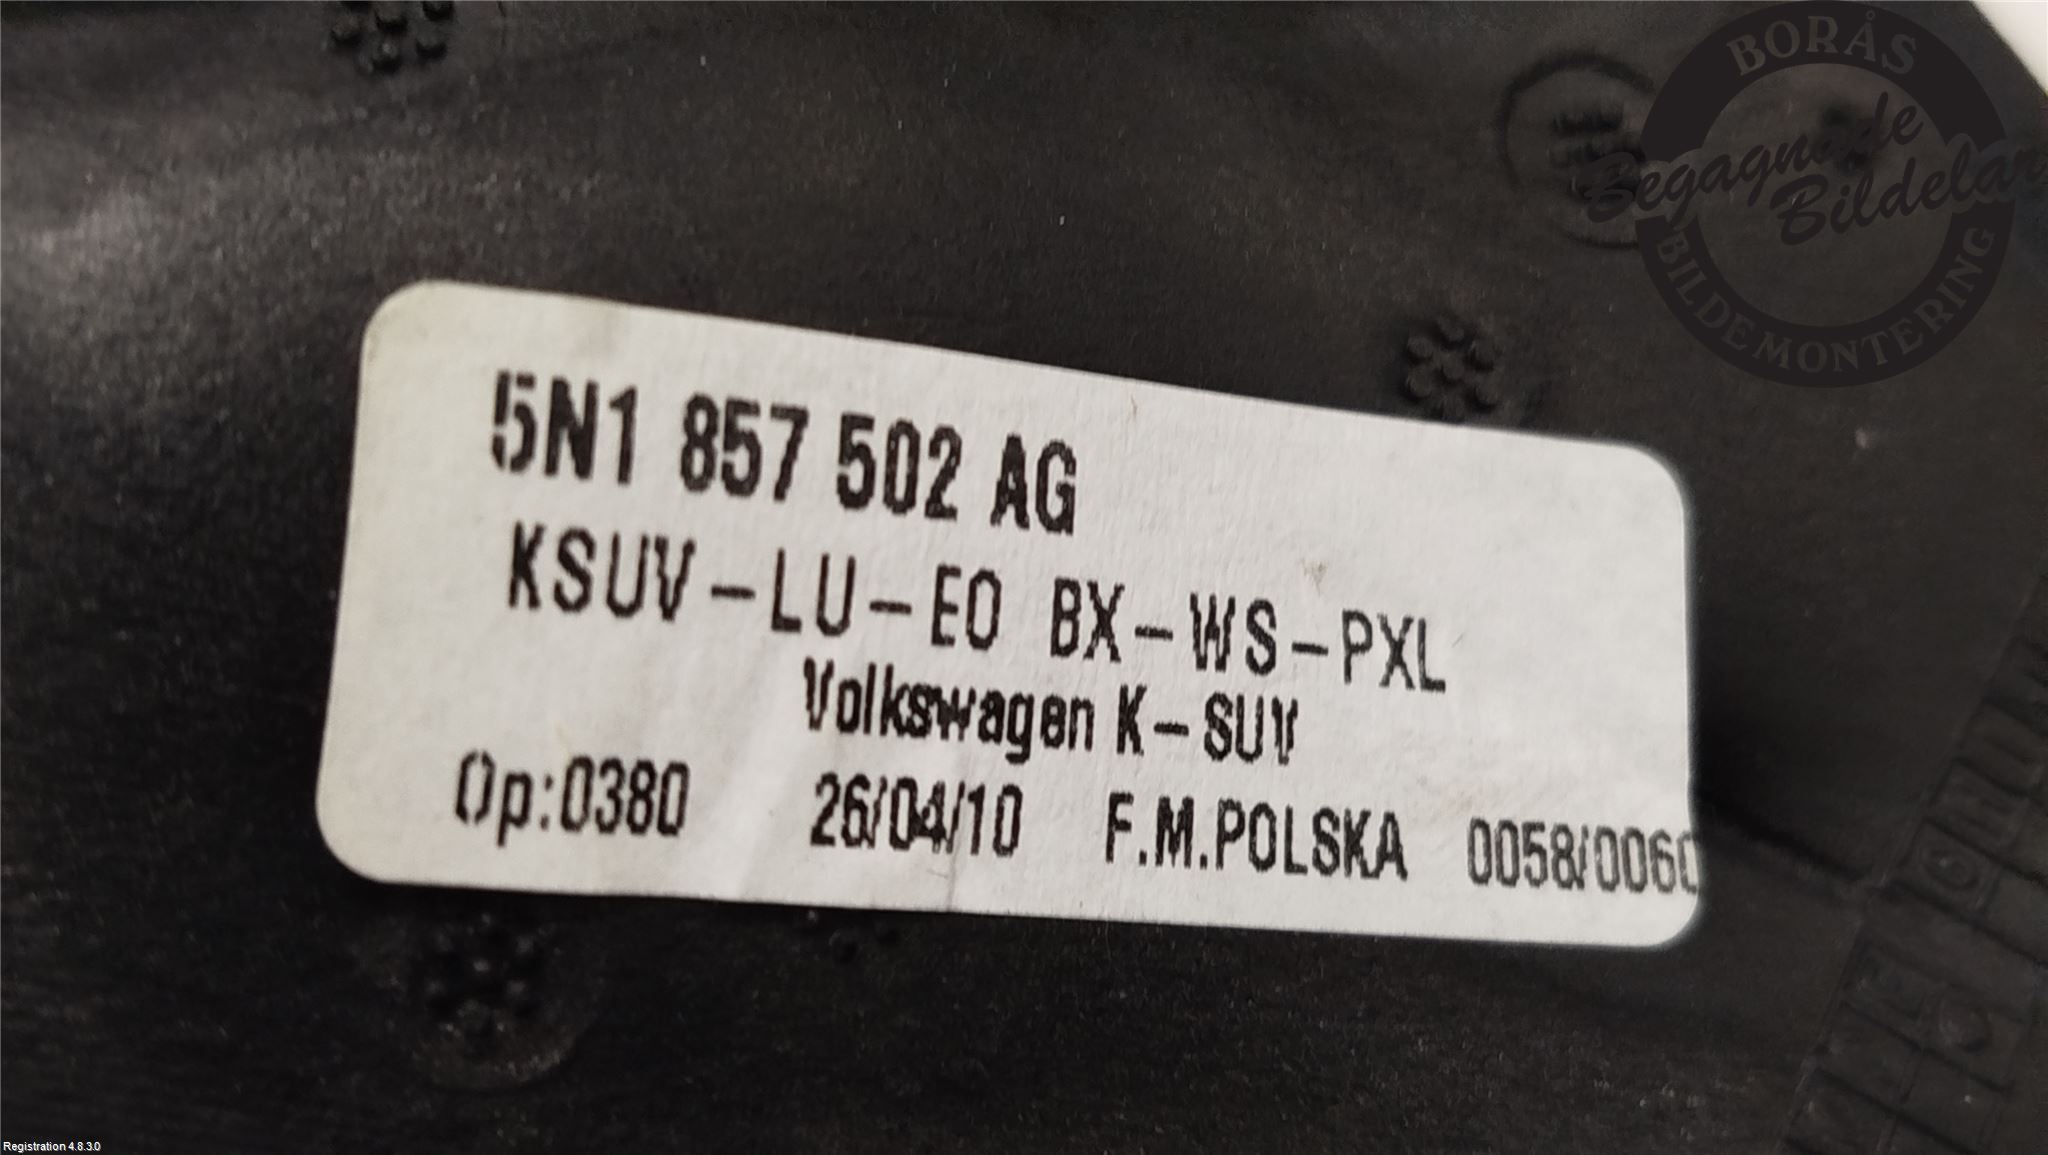 BORÅS
Begagnade
Bildelar
BILDEMONTERING
5N1 857 502 AG
KSUV-LU-EO BX-WS-PXL
Volkswagen K-SUV
Op:0380 26/04/10 F.M.POLSKA 0058/0060
Registration 4.8.3.0